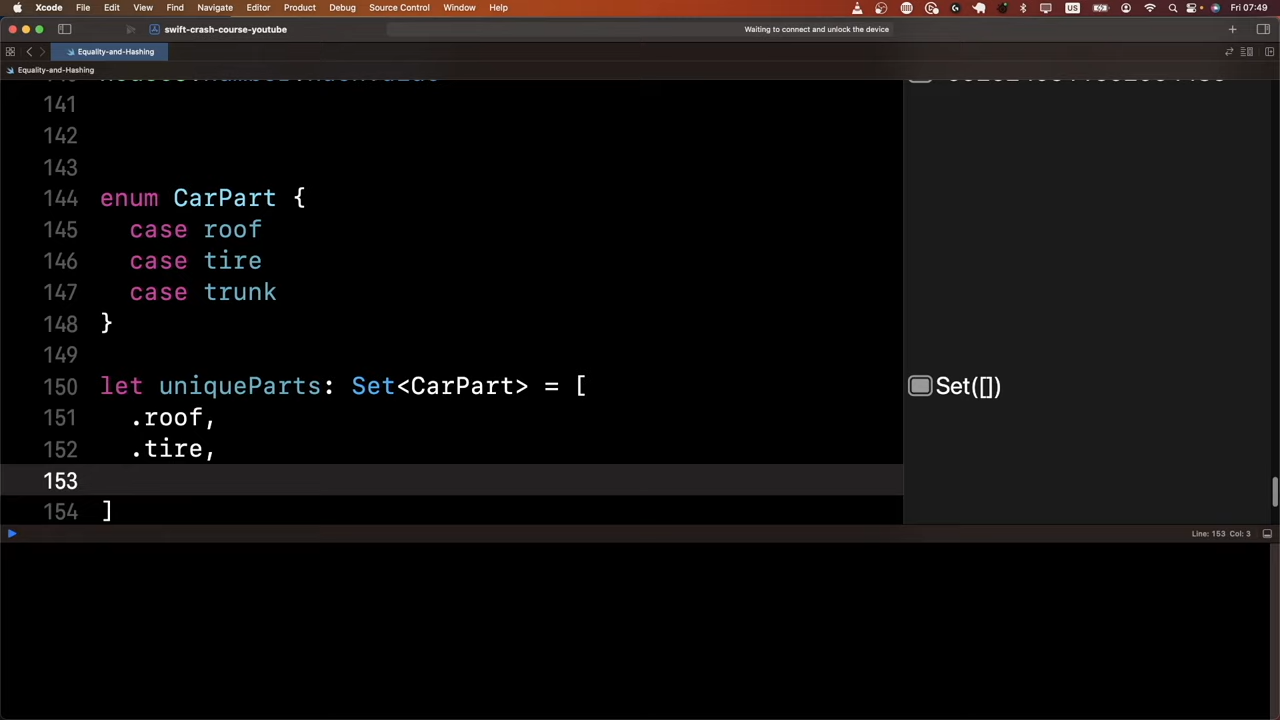 Xcode File Edit View Find Navigate Editor Product Debug Source Control Window Help US Fri 07:49
swift-crash-course-youtube Waiting to connect and unlock the device
Equality-and-Hashing
Equality-and-Hashing
141
142
143
144 enum CarPart {
145 case roof
146 case tire
147 case trunk
148 }
149
150 let uniqueParts: Set<CarPart> = [ Set([])
151 .roof,
152 .tire,
153
154 ]
Line: 153 Col: 3